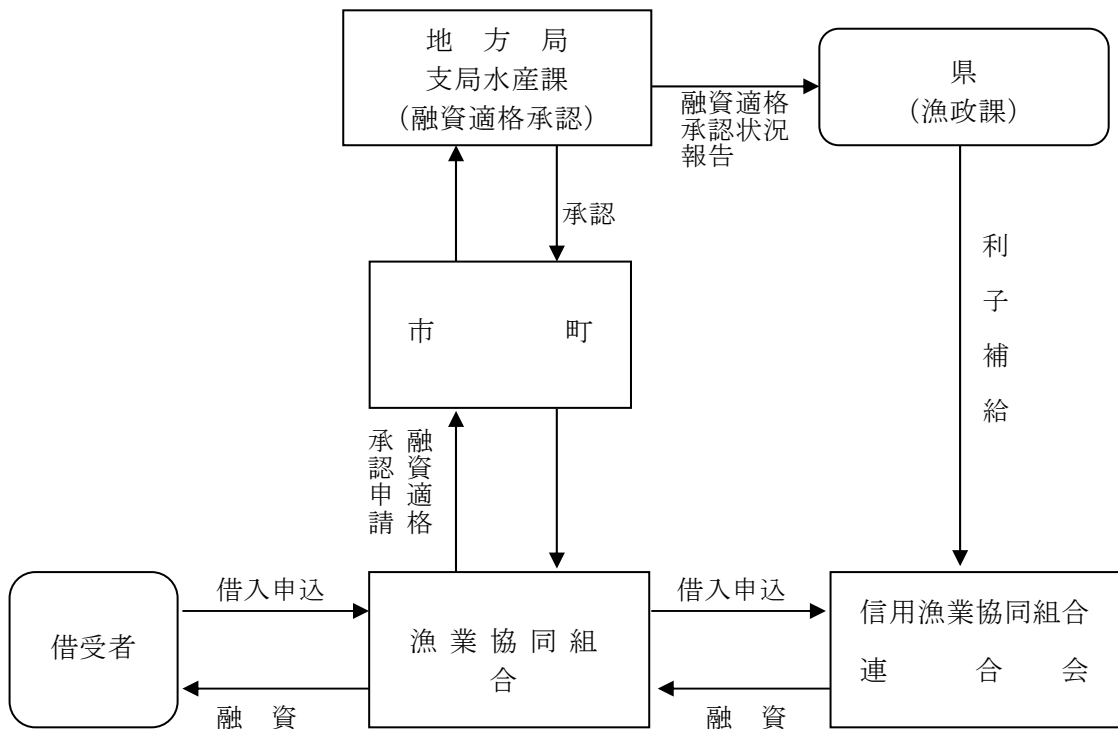 地　方　局
支局水産課
（融資適格承認）
県
（漁政課）
融資適格
承認状況
報告
承認
利子補給
市　　　　町
融資適格
承認申請
借受者
借入申込
漁 業 協 同 組
合
借入申込
信用漁業協同組合
連　　合　　会
融　資
融　資